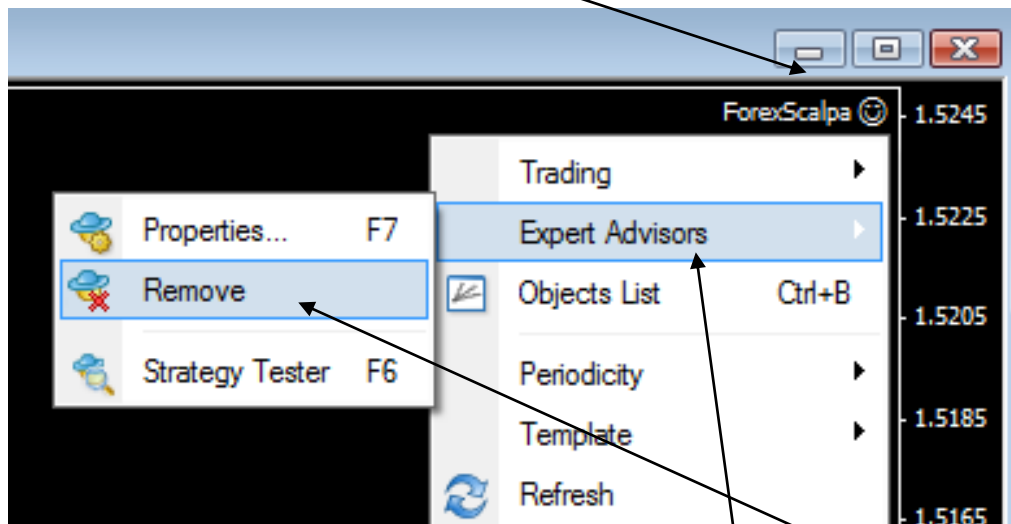 ForexScalpa
1.5245
Trading
Properties... F7
Expert Advisors
1.5225
Remove
Objects List Ctrl+B
1.5205
Strategy Tester F6
Periodicity
Template
1.5185
Refresh
1.5165